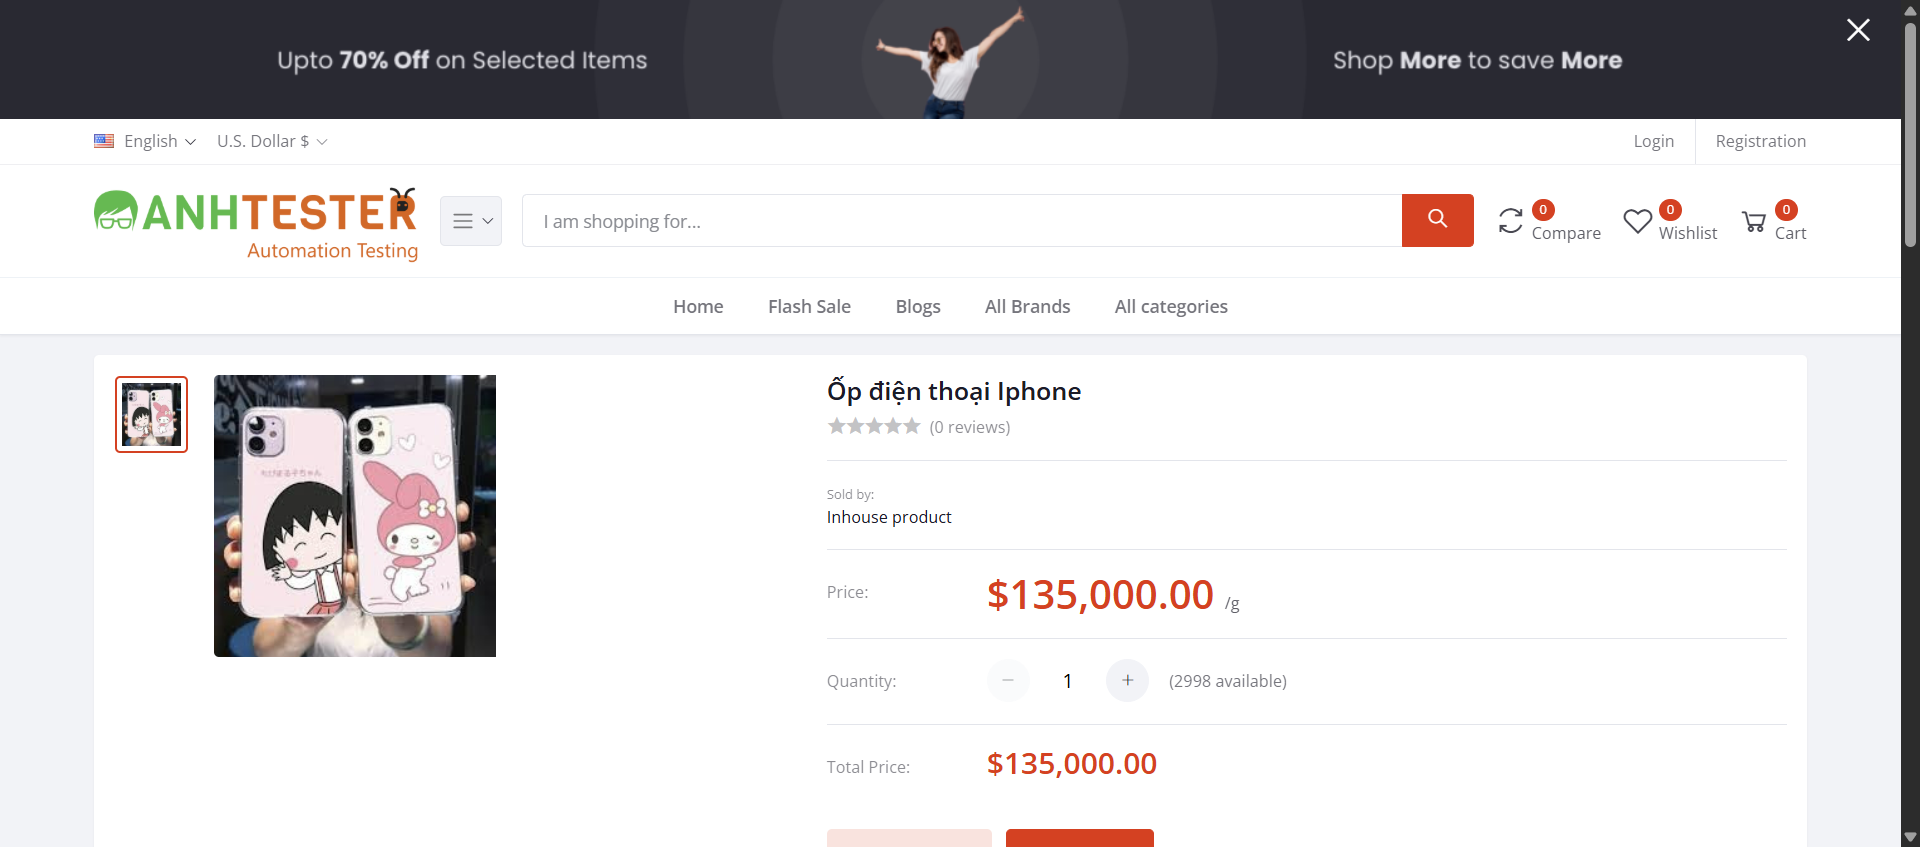 Upto 70% Off on Selected Items
Shop More to save More
English
U.S. Dollar $
Login
Registration
ANHTESTER
Automation Testing
I am shopping for...
0
Compare
0
Wishlist
0
Cart
Home
Flash Sale
Blogs
All Brands
All categories
Ốp điện thoại Iphone
(0 reviews)
Sold by:
Inhouse product
Price:
$135,000.00 /g
Quantity:
1
(2998 available)
Total Price:
$135,000.00